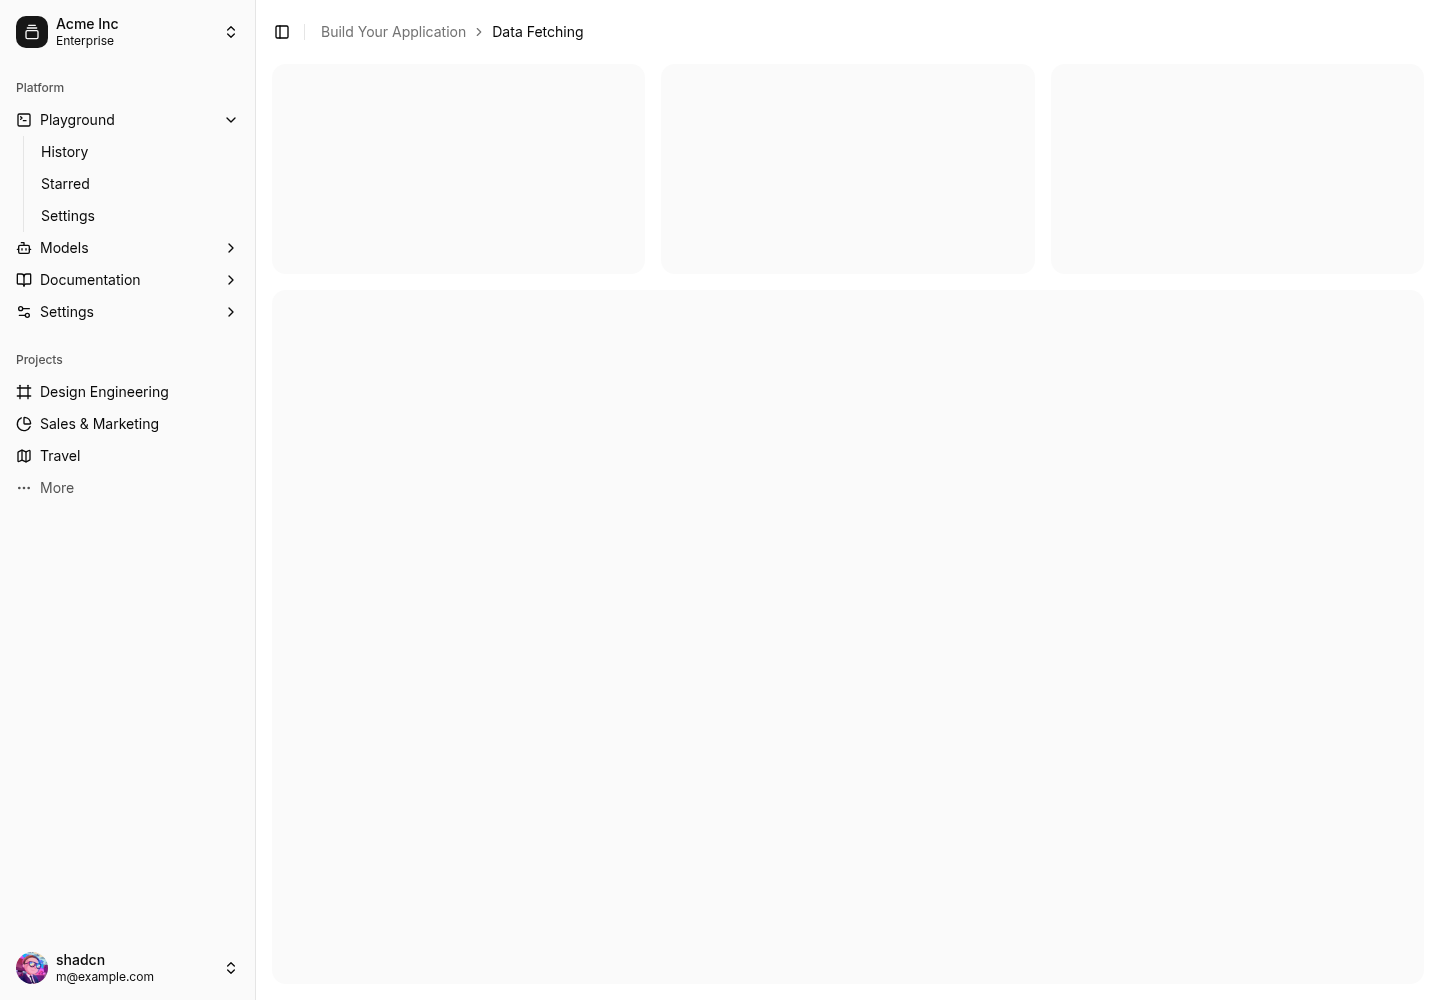 Acme Inc
Enterprise
Platform
Playground
History
Starred
Settings
Models
Documentation
Settings
Projects
Design Engineering
Sales & Marketing
Travel
More
shadcn
m@example.com
Build Your Application
Data Fetching